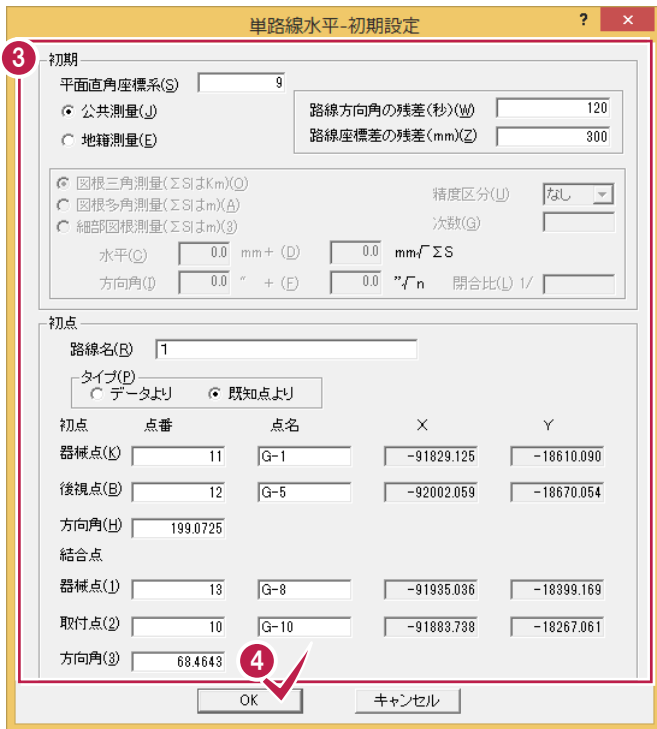 単路線水平-初期設定 ? ×
3
初期
平面直角座標系(S) 9
公共測量(J)
地籍測量(E)
路線方向角の残差(秒)(W) 120
路線座標差の残差(mm)(Z) 300
図根三角測量(ΣSはKm)(O)
図根多角測量(ΣSはm)(A)
細部図根測量(ΣSはm)(3)
精度区分(U) なし
次数(G)
水平(C) 0.0 mm+(D) 0.0 mm√ΣS
方向角(I) 0.0 ″ +(F) 0.0 ″√n 閉合比(L) 1/
初点
路線名(R) 1
タイプ(P)
データより 既知点より
初点 点番 点名 X Y
器械点(K) 11 G-1 -91829.125 -18610.090
後視点(B) 12 G-5 -92002.059 -18670.054
方向角(H) 199.0725
結合点
器械点(1) 13 G-8 -91935.036 -18399.169
取付点(2) 10 G-10 -91883.738 -18267.061
方向角(3) 68.4643
4
OK キャンセル